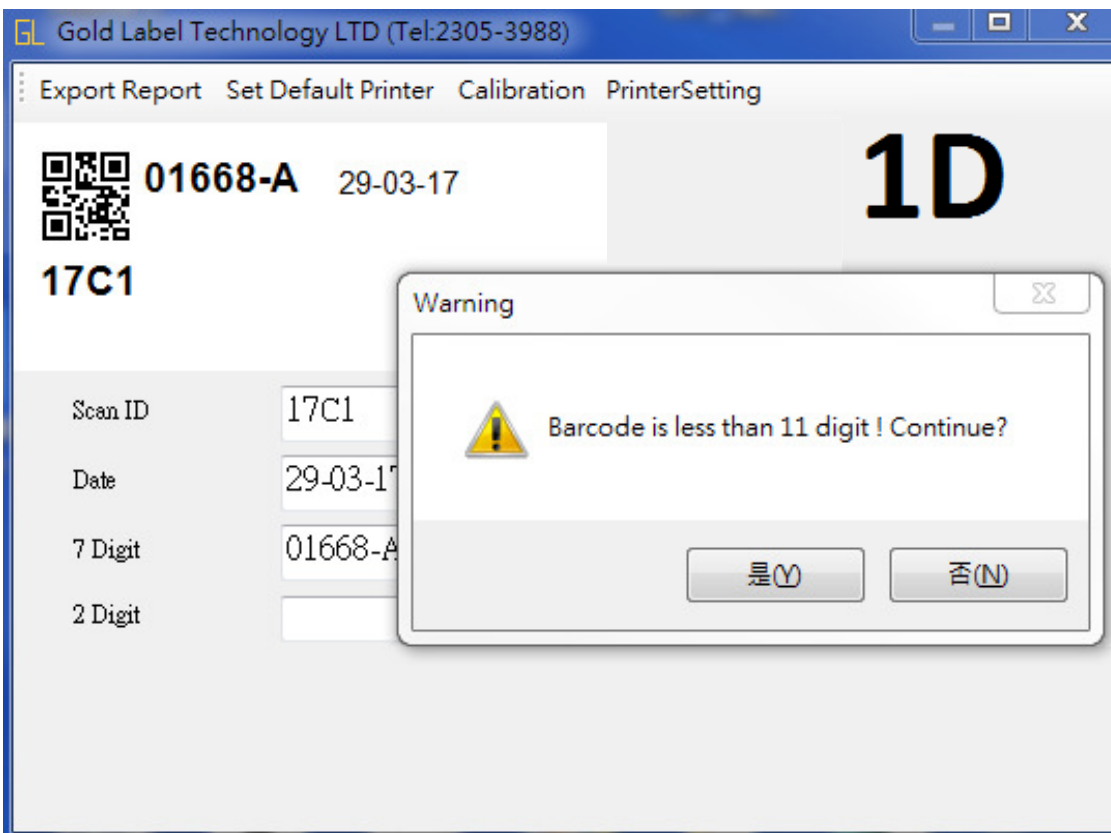 GL Gold Label Technology LTD (Tel:2305-3988)
Export Report Set Default Printer Calibration PrinterSetting
01668-A 29-03-17
1D
17C1
Warning
Barcode is less than 11 digit ! Continue?
是(Y) 否(N)
Scan ID 17C1
Date 29-03-17
7 Digit 01668-A
2 Digit